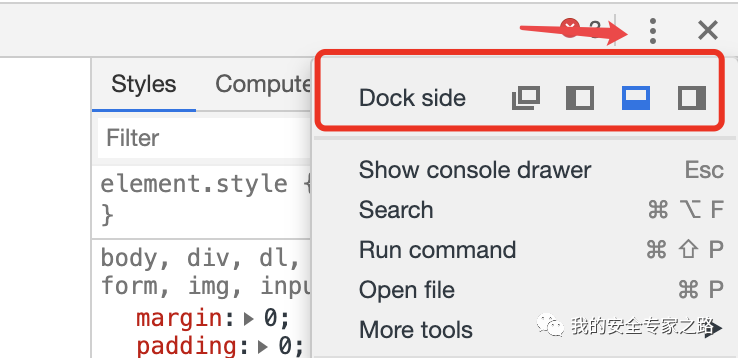 Styles Compute
Dock side
Filter
element.style {
}
Show console drawer Esc
Search ⌘ ⌥ F
body, div, dl,
Run command ⌘ ⇧ P
form, img, inpu
Open file ⌘ P
margin: 0;
More tools
padding: 0;
我的安全专家之路